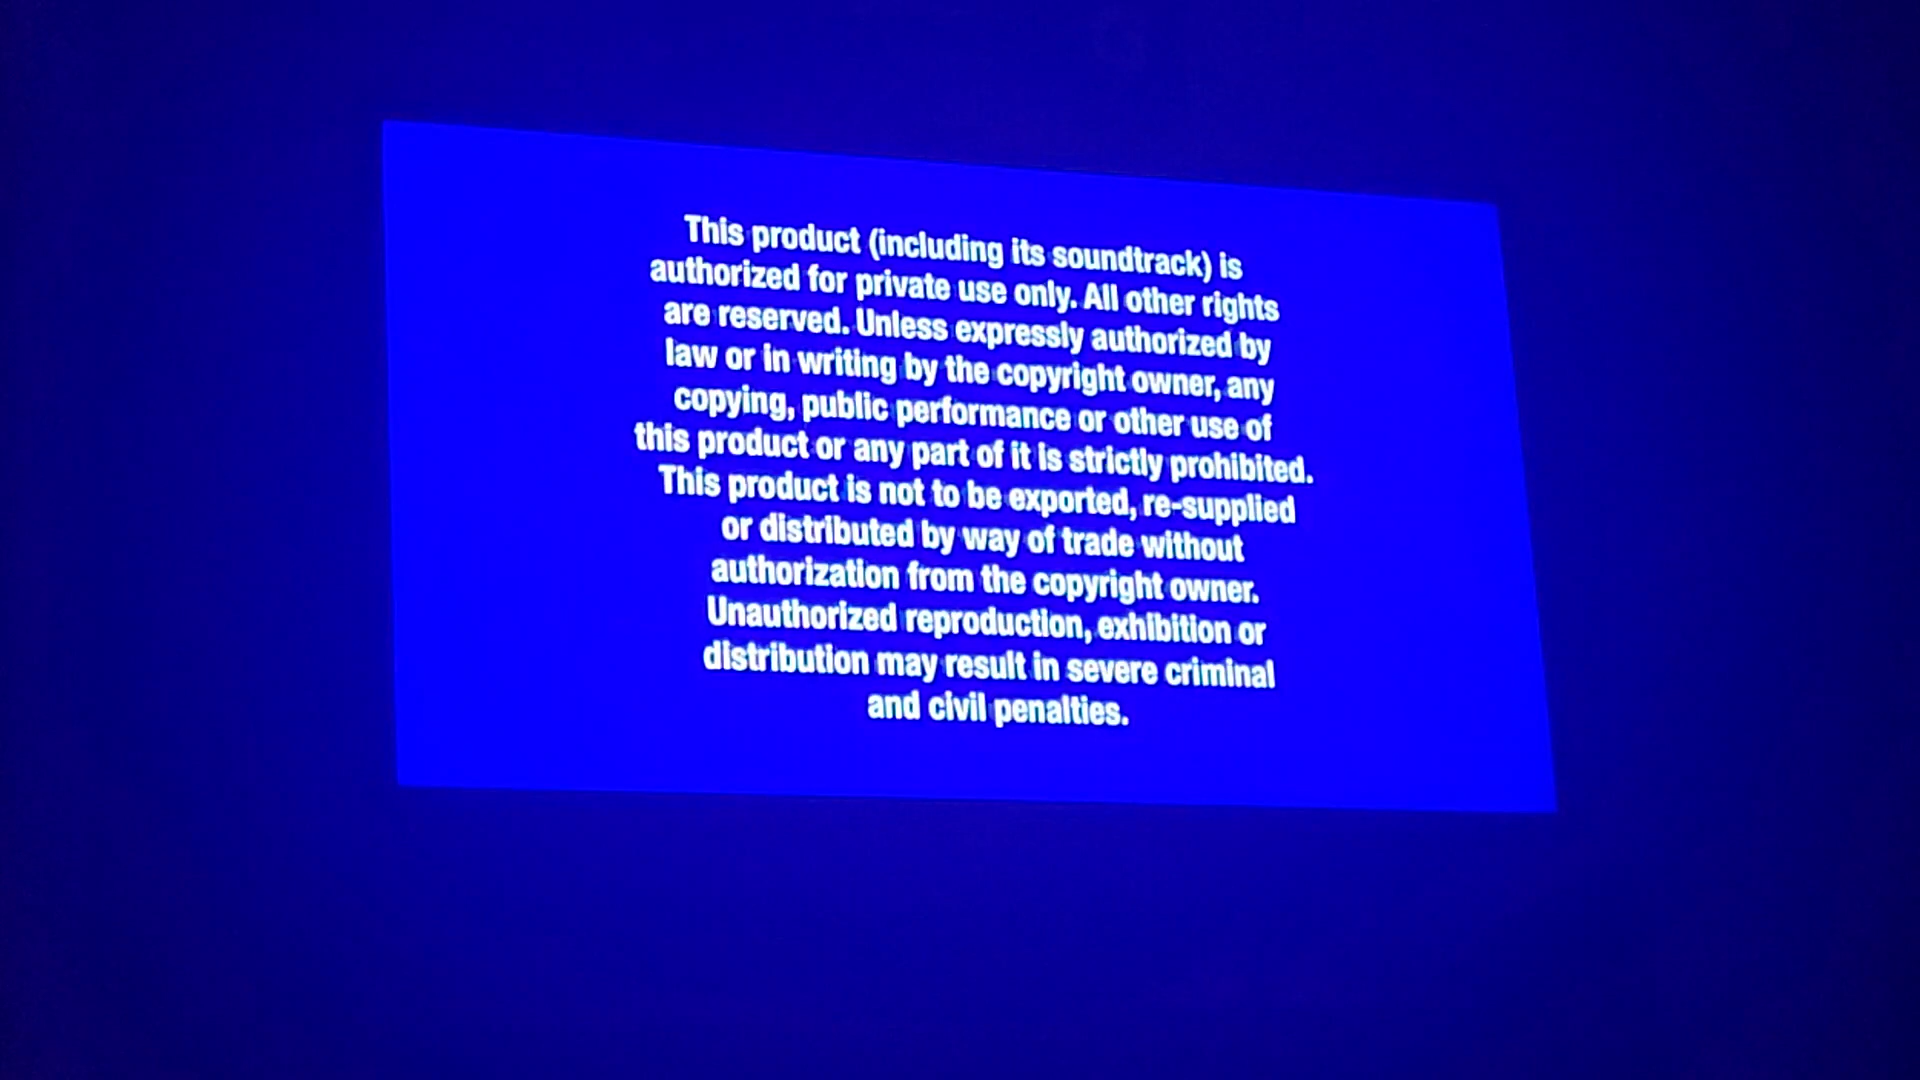 This product (including its soundtrack) is
authorized for private use only. All other rights
are reserved. Unless expressly authorized by
law or in writing by the copyright owner, any
copying, public performance or other use of
this product or any part of it is strictly prohibited.
This product is not to be exported, re-supplied
or distributed by way of trade without
authorization from the copyright owner.
Unauthorized reproduction, exhibition or
distribution may result in severe criminal
and civil penalties.